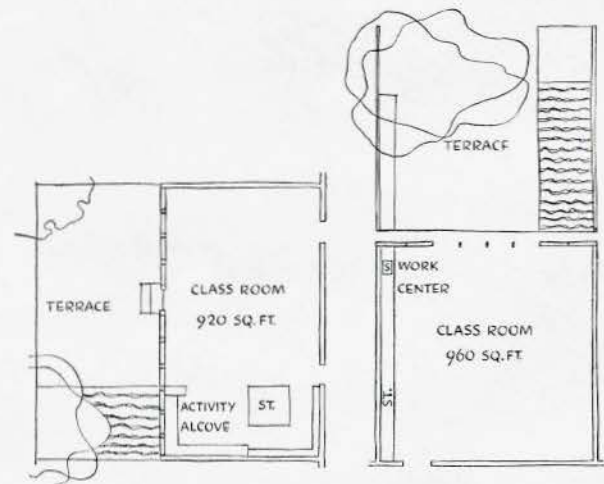 TERRACE
CLASS ROOM
920 SQ. FT.
ACTIVITY
ALCOVE
ST.
TERRACE
S WORK
CENTER
CLASS ROOM
960 SQ. FT.
ST.